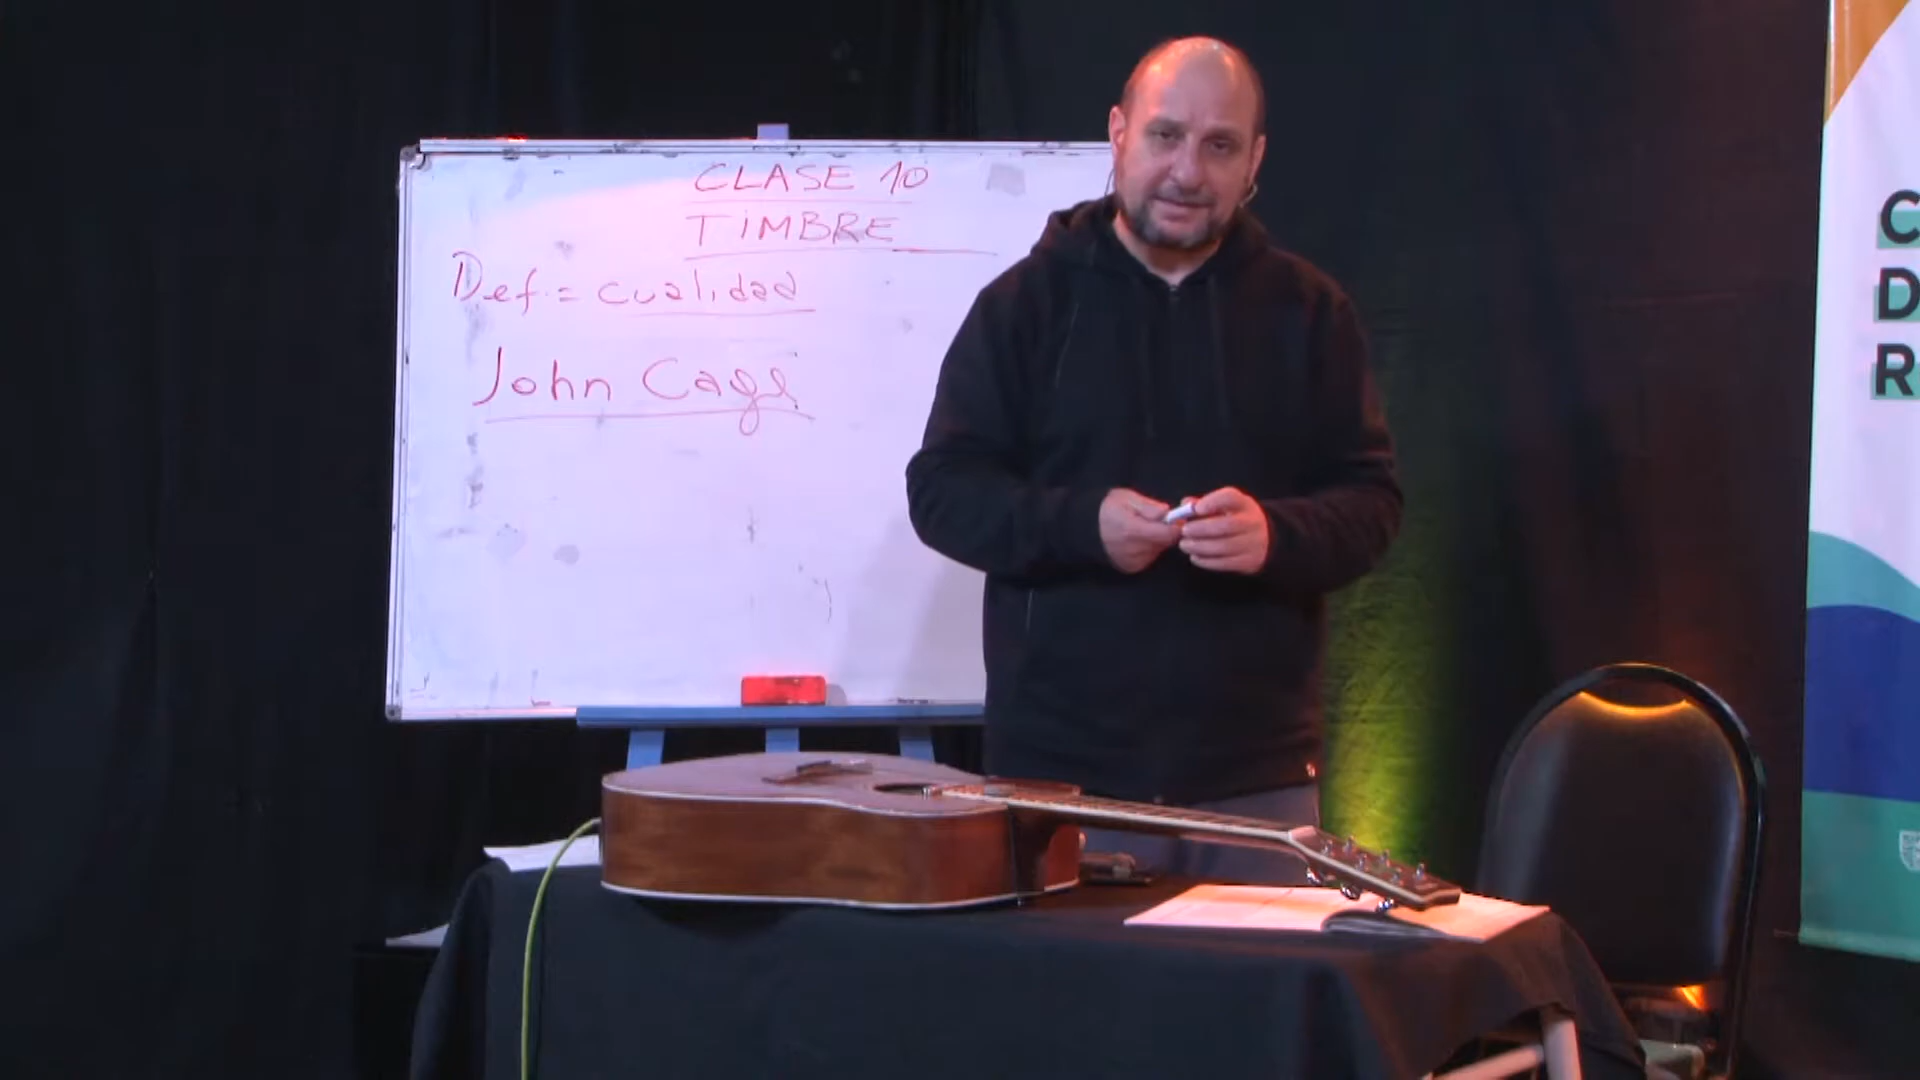 CLASE 10
TIMBRE
Def.= cualidad
John Cage
C
D
R